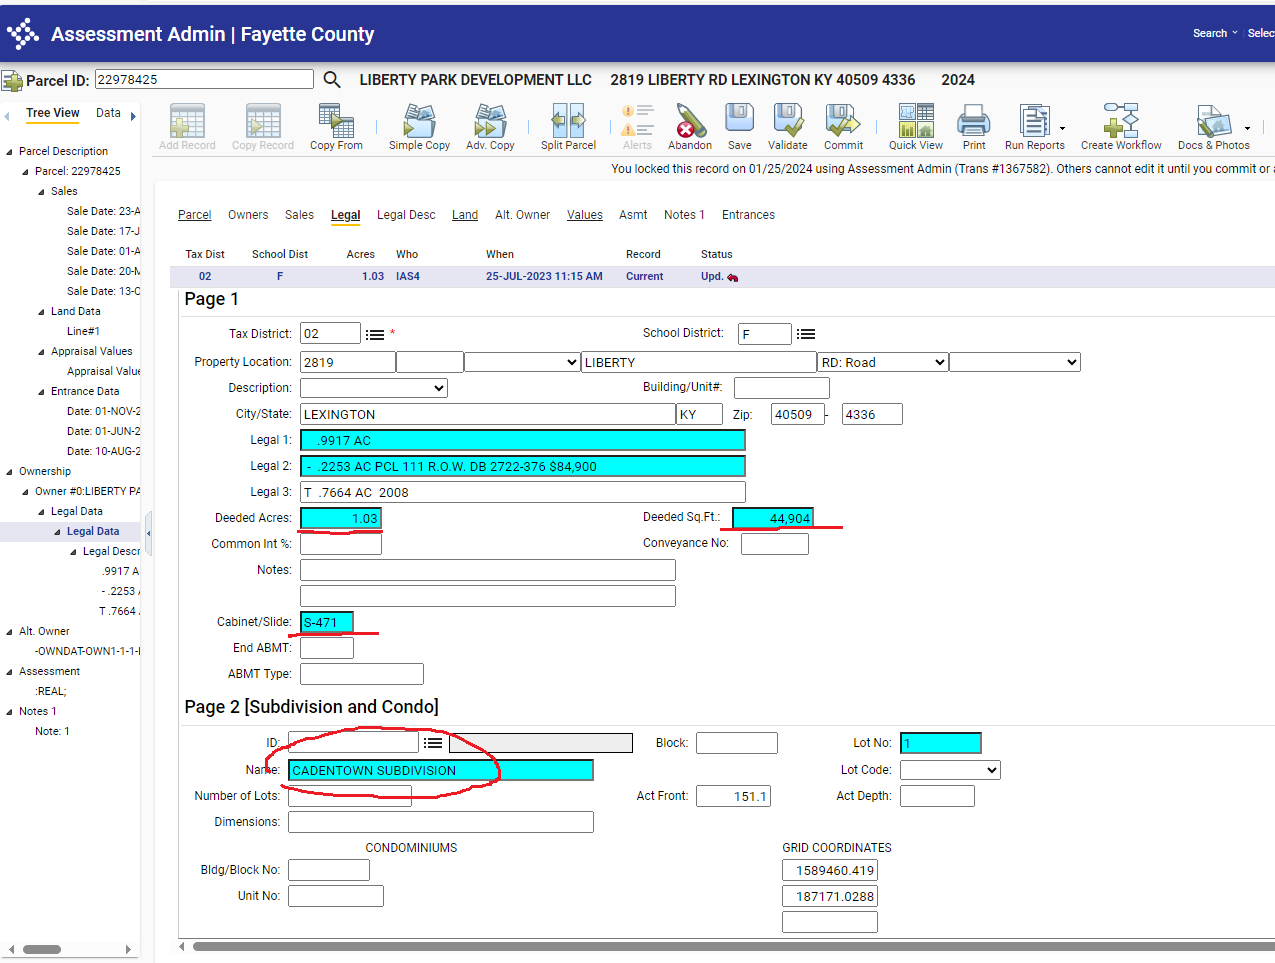 Assessment Admin | Fayette County
Search
Parcel ID: 22978425 LIBERTY PARK DEVELOPMENT LLC 2819 LIBERTY RD LEXINGTON KY 40509 4336 2024
Tree View Data
Add Record Copy Record Copy From Simple Copy Adv. Copy Split Parcel Alerts Abandon Save Validate Commit Quick View Print Run Reports Create Workflow Docs & Photos
You locked this record on 01/25/2024 using Assessment Admin (Trans #1367582). Others cannot edit it until you commit or a
Parcel Description
Parcel: 22978425
Sales
Sale Date: 23-A
Sale Date: 17-J
Sale Date: 01-A
Sale Date: 20-M
Sale Date: 13-O
Land Data
Line#1
Appraisal Values
Appraisal Value
Entrance Data
Date: 01-NOV-2
Date: 01-JUN-2
Date: 10-AUG-2
Ownership
Owner #0:LIBERTY PA
Legal Data
Legal Data
Legal Descr
.9917 A
- .2253
T .7664
Alt. Owner
-OWNDAT-OWN1-1-1-
Assessment
:REAL;
Notes 1
Note: 1
Parcel Owners Sales Legal Legal Desc Land Alt. Owner Values Asmt Notes 1 Entrances
Tax Dist School Dist Acres Who When Record Status
02 F 1.03 IAS4 25-JUL-2023 11:15 AM Current Upd.
Page 1
Tax District: 02 * School District: F
Property Location: 2819 LIBERTY RD: Road
Description: Building/Unit#:
City/State: LEXINGTON KY Zip: 40509 - 4336
Legal 1: .9917 AC
Legal 2: - .2253 AC PCL 111 R.O.W. DB 2722-376 $84,900
Legal 3: T .7664 AC 2008
Deeded Acres: 1.03 Deeded Sq.Ft.: 44,904
Common Int %: Conveyance No:
Notes:
Cabinet/Slide: S-471
End ABMT:
ABMT Type:
Page 2 [Subdivision and Condo]
ID: Block: Lot No: 1
Name: CADENTOWN SUBDIVISION Lot Code:
Number of Lots: Act Front: 151.1 Act Depth:
Dimensions:
CONDOMINIUMS GRID COORDINATES
Bldg/Block No: 1589460.419
Unit No: 187171.0288